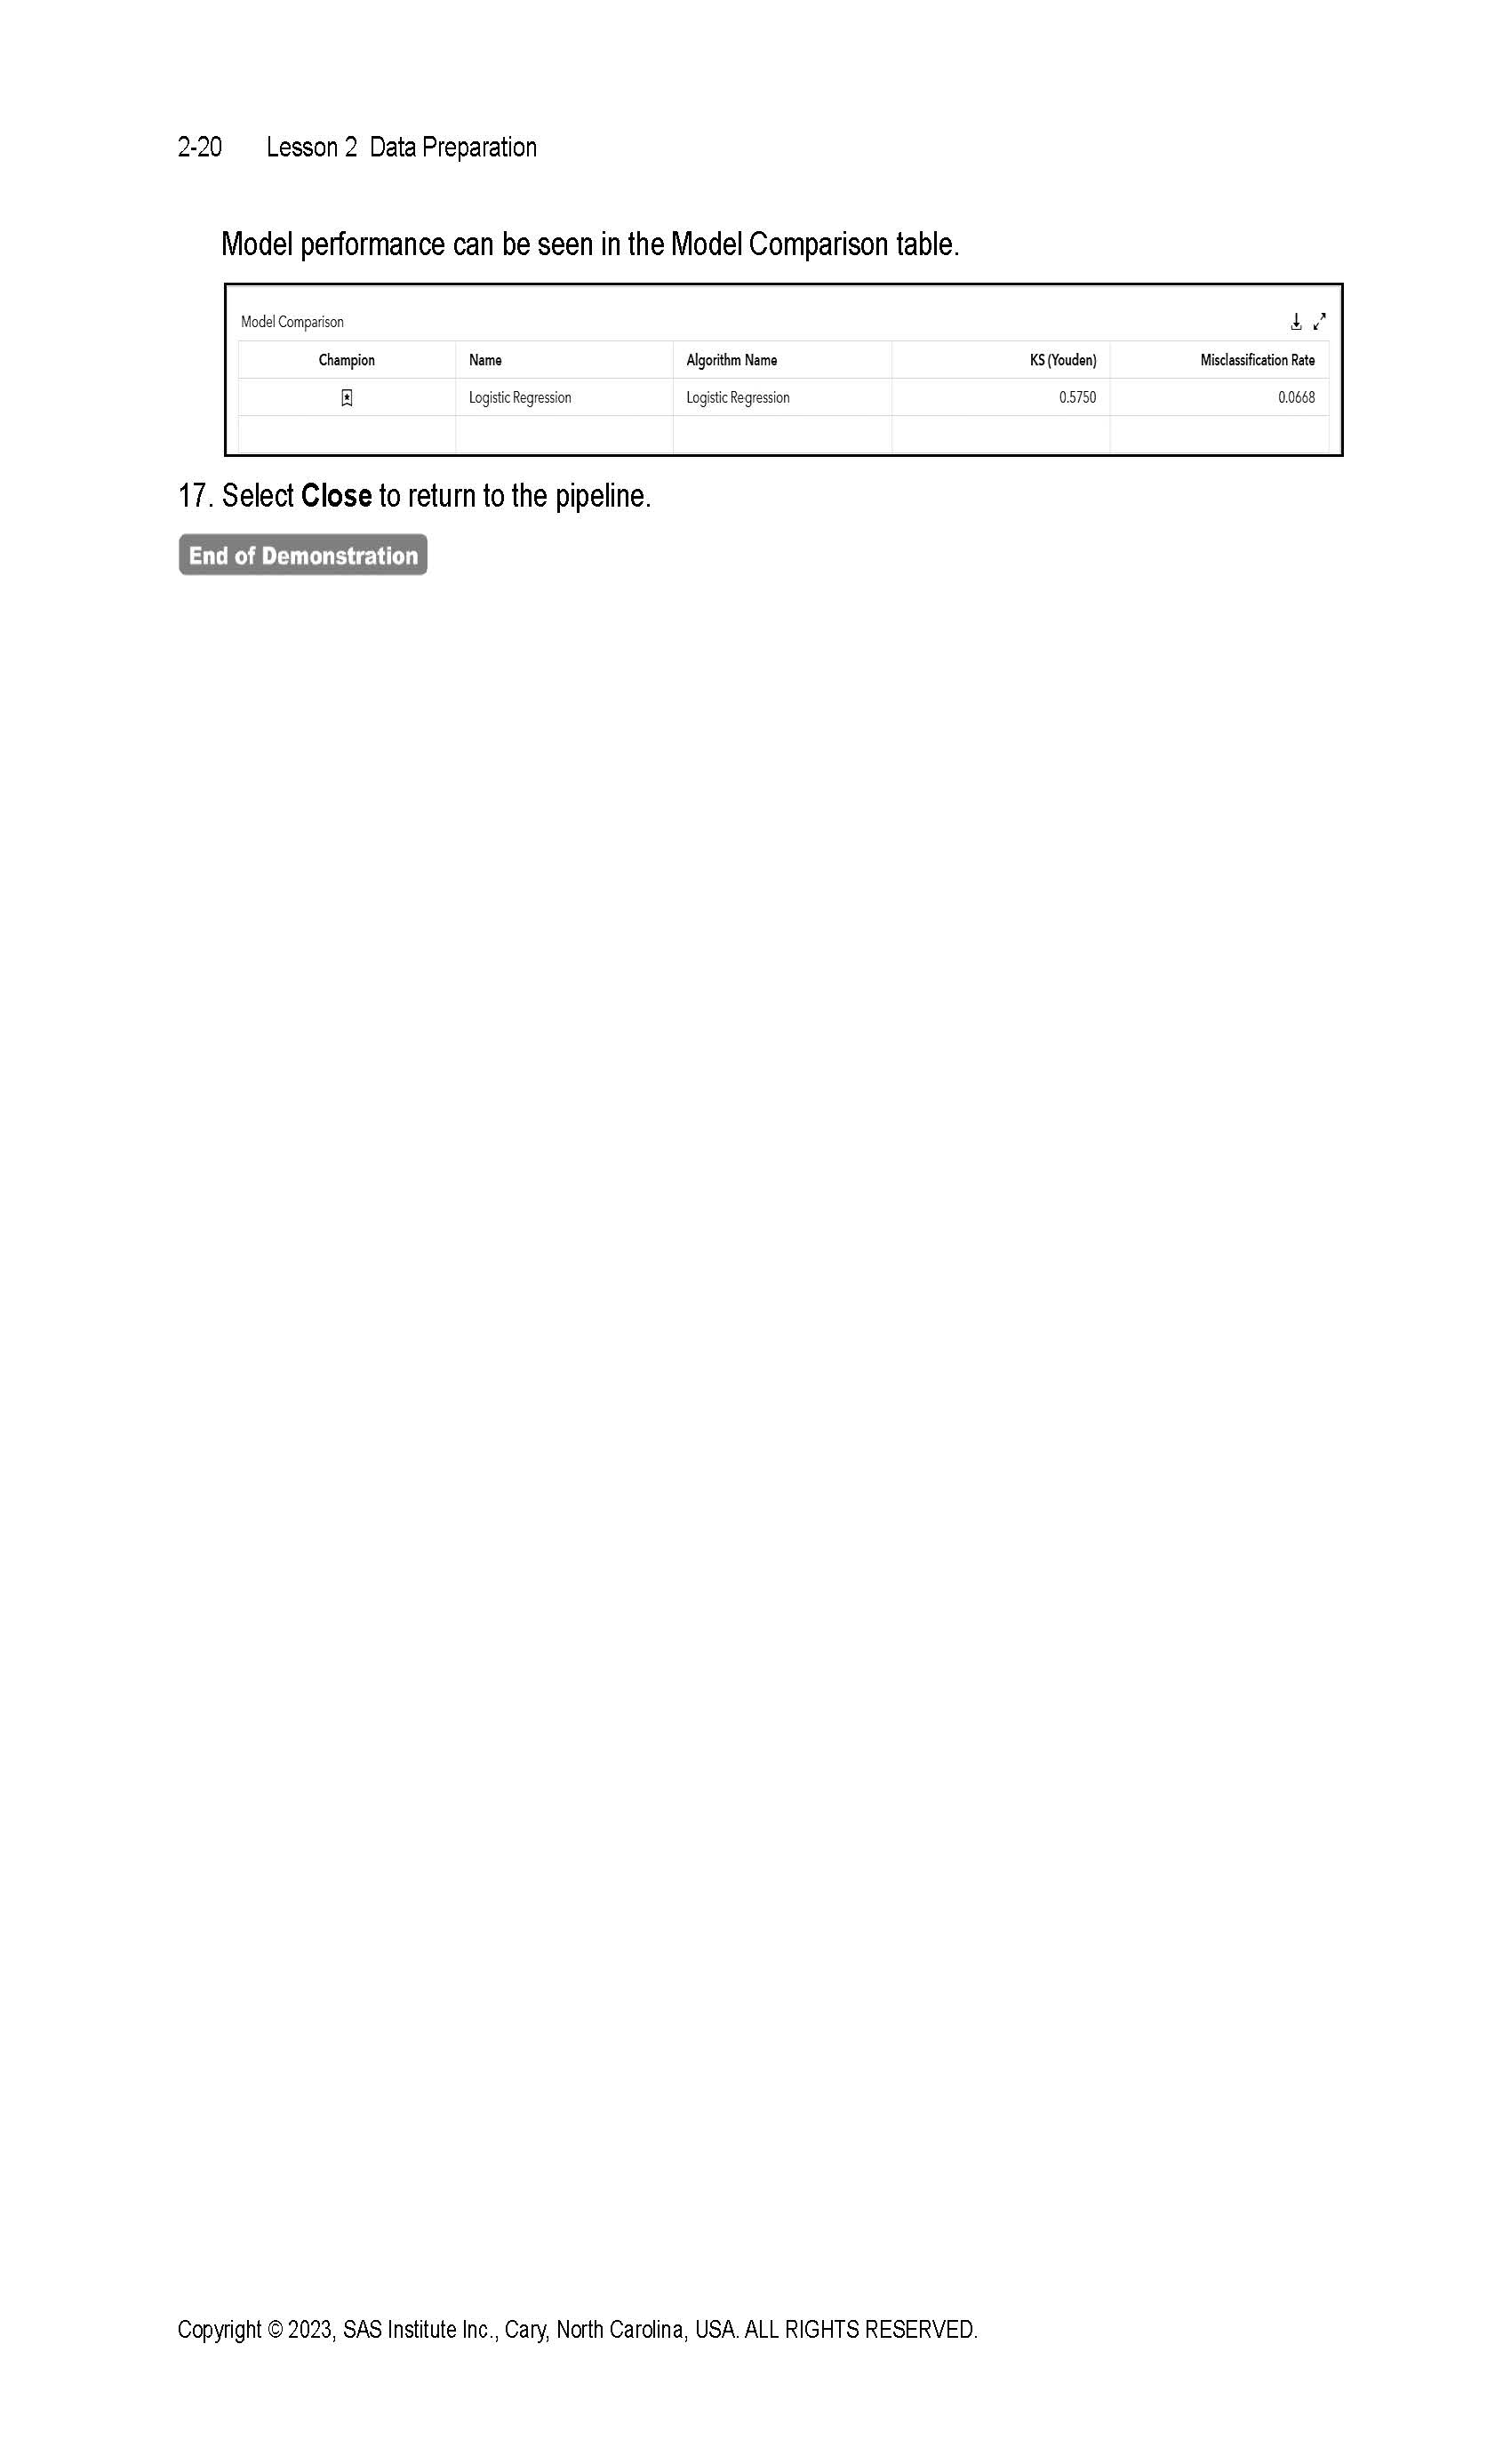 2-20 Lesson 2 Data Preparation
Model performance can be seen in the Model Comparison table.
Model Comparison
Champion Name Algorithm Name KS (Youden) Misclassification Rate
Logistic Regression Logistic Regression 0.5750 0.0668
17. Select Close to return to the pipeline.
End of Demonstration
Copyright © 2023, SAS Institute Inc., Cary, North Carolina, USA. ALL RIGHTS RESERVED.